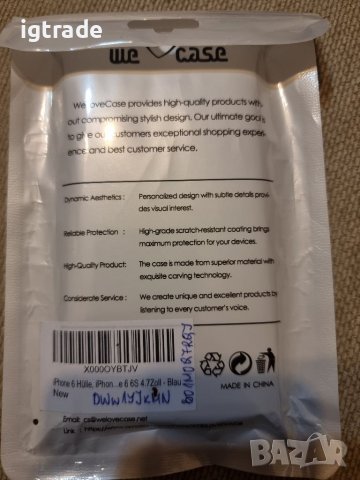 igtrade
We Case
WeLoveCase provides high-quality products with-
out compromising stylish design. Our ultimate goal is
to give our customers exceptional shopping experi-
ence and best customer service.
Dynamic Aesthetics : Personalized design with subtle details provi-
des visual interest.
Reliable Protection : High-grade scratch-resistant coating brings
maximum protection for your devices.
High-Quality Product: The case is made from superior material with
exquisite carving technology.
Considerate Service : We create unique and excellent products by
listening to every customer's voice.
X000OYBTJV
iPhone 6 Hülle, iPhon...e 6 6S 4.7Zoll - Blau
New
MADE IN CHINA
Email: cs@welovecase.net
BAZAR